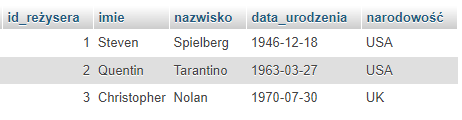 id_reżysera imie nazwisko data_urodzenia narodowość
1 Steven Spielberg 1946-12-18 USA
2 Quentin Tarantino 1963-03-27 USA
3 Christopher Nolan 1970-07-30 UK